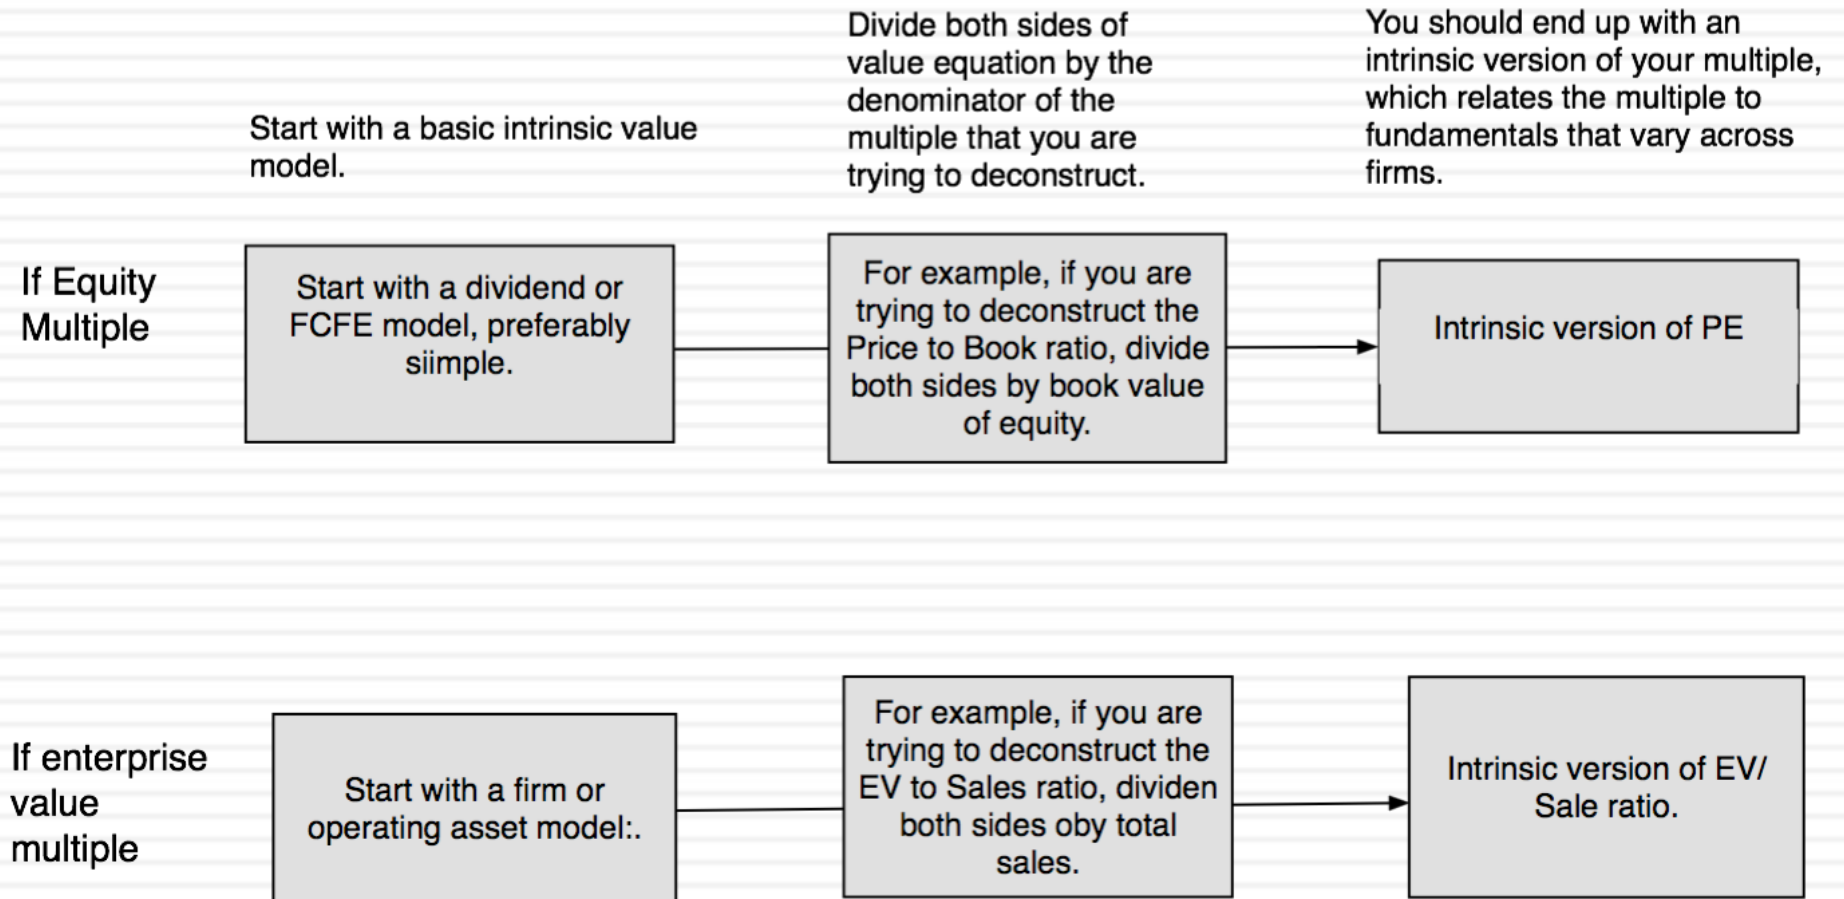 Start with a basic intrinsic value
model.
Divide both sides of
value equation by the
denominator of the
multiple that you are
trying to deconstruct.
You should end up with an
intrinsic version of your multiple,
which relates the multiple to
fundamentals that vary across
firms.
If Equity
Multiple
Start with a dividend or
FCFE model, preferably
siimple.
For example, if you are
trying to deconstruct the
Price to Book ratio, divide
both sides by book value
of equity.
Intrinsic version of PE
If enterprise
value
multiple
Start with a firm or
operating asset model:.
For example, if you are
trying to deconstruct the
EV to Sales ratio, dividen
both sides oby total
sales.
Intrinsic version of EV/
Sale ratio.